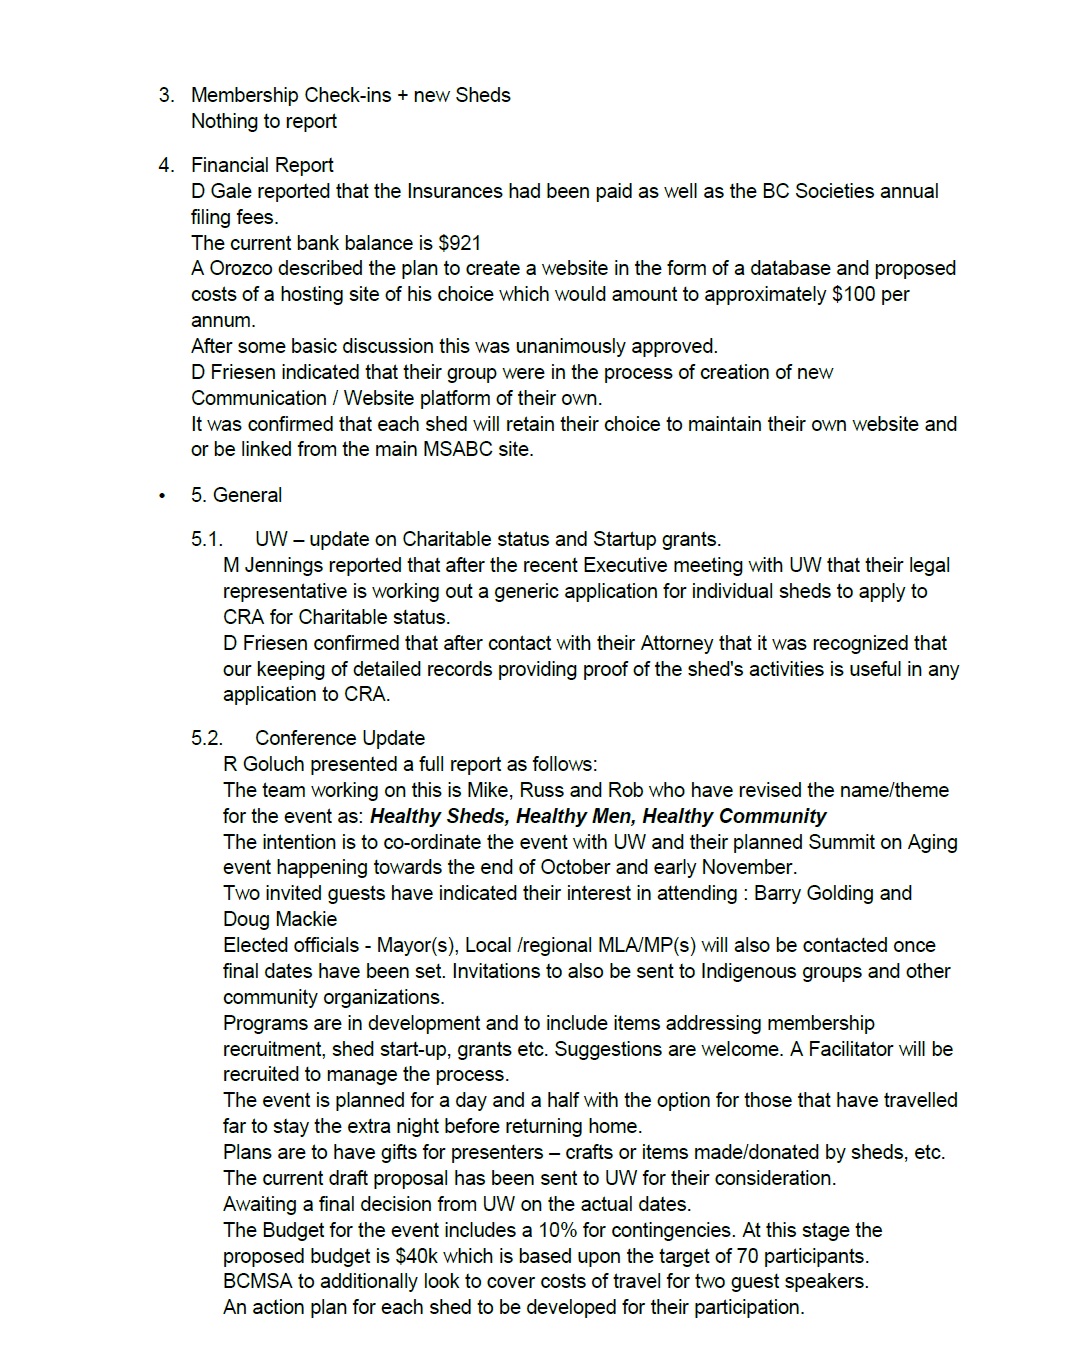 3. Membership Check-ins + new Sheds
Nothing to report
4. Financial Report
D Gale reported that the Insurances had been paid as well as the BC Societies annual
filing fees.
The current bank balance is $921
A Orozco described the plan to create a website in the form of a database and proposed
costs of a hosting site of his choice which would amount to approximately $100 per
annum.
After some basic discussion this was unanimously approved.
D Friesen indicated that their group were in the process of creation of new
Communication / Website platform of their own.
It was confirmed that each shed will retain their choice to maintain their own website and
or be linked from the main MSABC site.
• 5. General
5.1. UW – update on Charitable status and Startup grants.
M Jennings reported that after the recent Executive meeting with UW that their legal
representative is working out a generic application for individual sheds to apply to
CRA for Charitable status.
D Friesen confirmed that after contact with their Attorney that it was recognized that
our keeping of detailed records providing proof of the shed's activities is useful in any
application to CRA.
5.2. Conference Update
R Goluch presented a full report as follows:
The team working on this is Mike, Russ and Rob who have revised the name/theme
for the event as: Healthy Sheds, Healthy Men, Healthy Community
The intention is to co-ordinate the event with UW and their planned Summit on Aging
event happening towards the end of October and early November.
Two invited guests have indicated their interest in attending : Barry Golding and
Doug Mackie
Elected officials - Mayor(s), Local /regional MLA/MP(s) will also be contacted once
final dates have been set. Invitations to also be sent to Indigenous groups and other
community organizations.
Programs are in development and to include items addressing membership
recruitment, shed start-up, grants etc. Suggestions are welcome. A Facilitator will be
recruited to manage the process.
The event is planned for a day and a half with the option for those that have travelled
far to stay the extra night before returning home.
Plans are to have gifts for presenters – crafts or items made/donated by sheds, etc.
The current draft proposal has been sent to UW for their consideration.
Awaiting a final decision from UW on the actual dates.
The Budget for the event includes a 10% for contingencies. At this stage the
proposed budget is $40k which is based upon the target of 70 participants.
BCMSA to additionally look to cover costs of travel for two guest speakers.
An action plan for each shed to be developed for their participation.